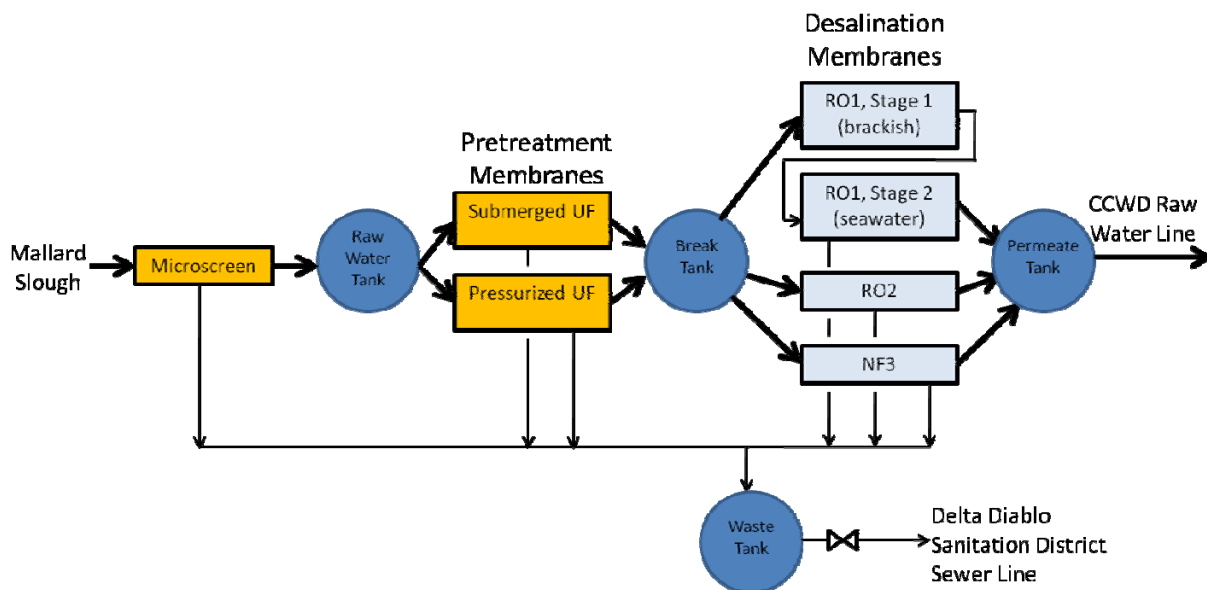 Desalination
Membranes
RO1, Stage 1
(brackish)
Pretreatment
Membranes
Submerged UF
RO1, Stage 2
(seawater)
CCWD Raw
Water Line
Mallard
Slough
Microscreen
Raw
Water
Tank
Break
Tank
Permeate
Tank
Pressurized UF
RO2
NF3
Waste
Tank
Delta Diablo
Sanitation District
Sewer Line